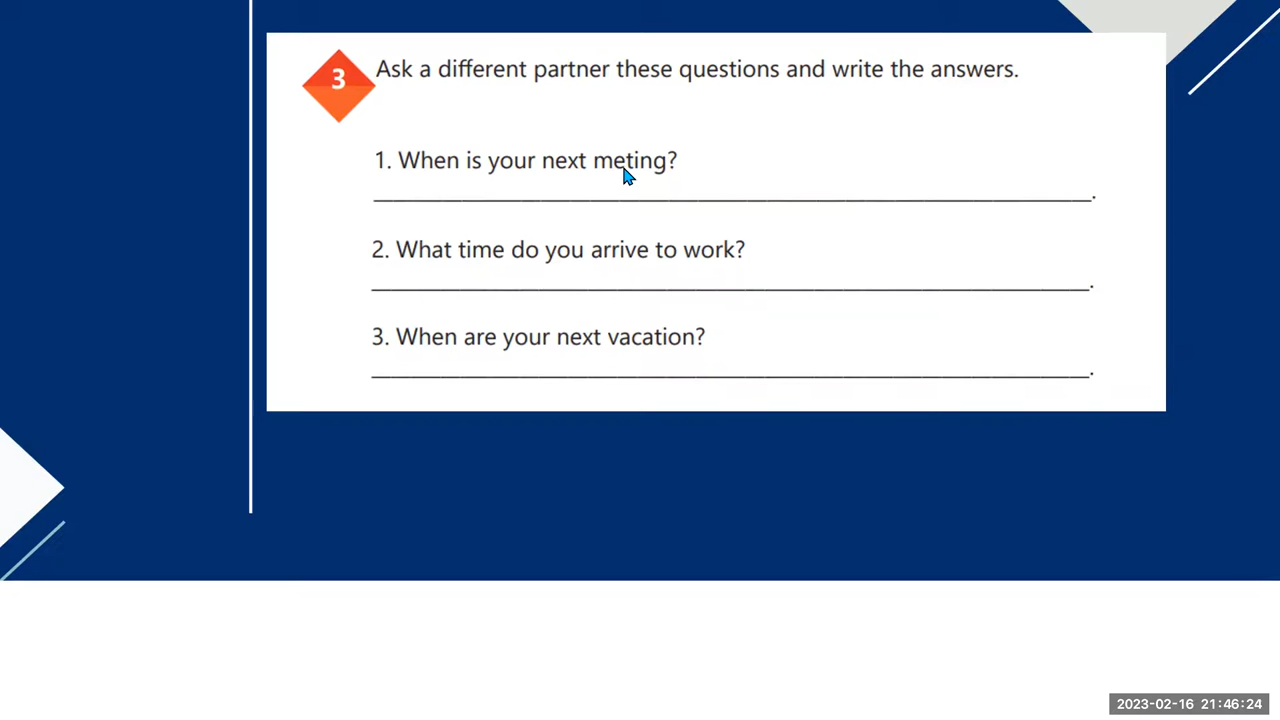 3
Ask a different partner these questions and write the answers.
1. When is your next meting?
.
2. What time do you arrive to work?
.
3. When are your next vacation?
.
2023-02-16 21:46:24